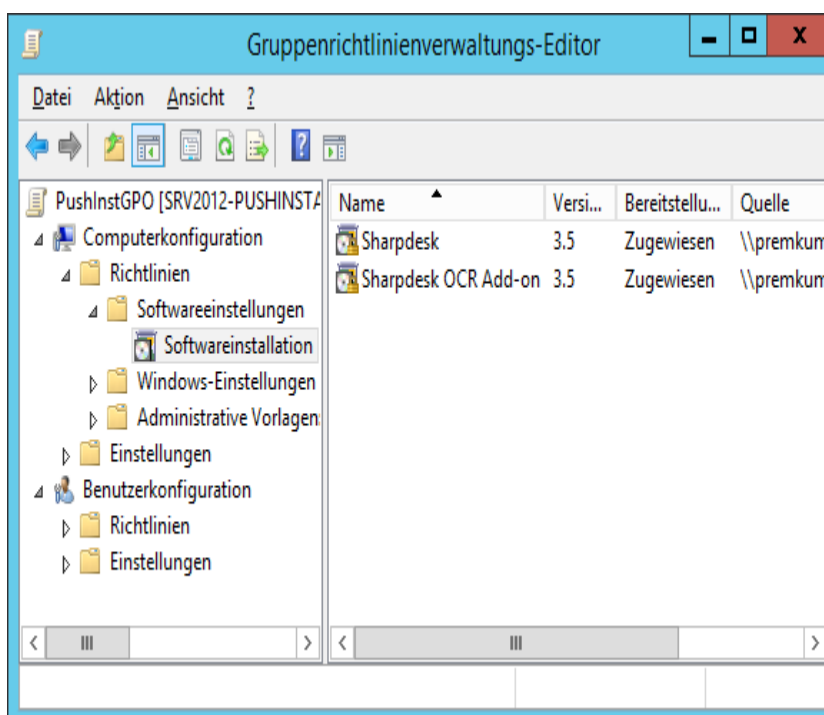 Gruppenrichtlinienverwaltungs-Editor
Datei Aktion Ansicht ?
PushInstGPO [SRV2012-PUSHINSTA
Computerkonfiguration
Richtlinien
Softwareeinstellungen
Softwareinstallation
Windows-Einstellungen
Administrative Vorlagen:
Einstellungen
Benutzerkonfiguration
Richtlinien
Einstellungen
Name Versi... Bereitstellu... Quelle
Sharpdesk 3.5 Zugewiesen \\premkum
Sharpdesk OCR Add-on 3.5 Zugewiesen \\premkum